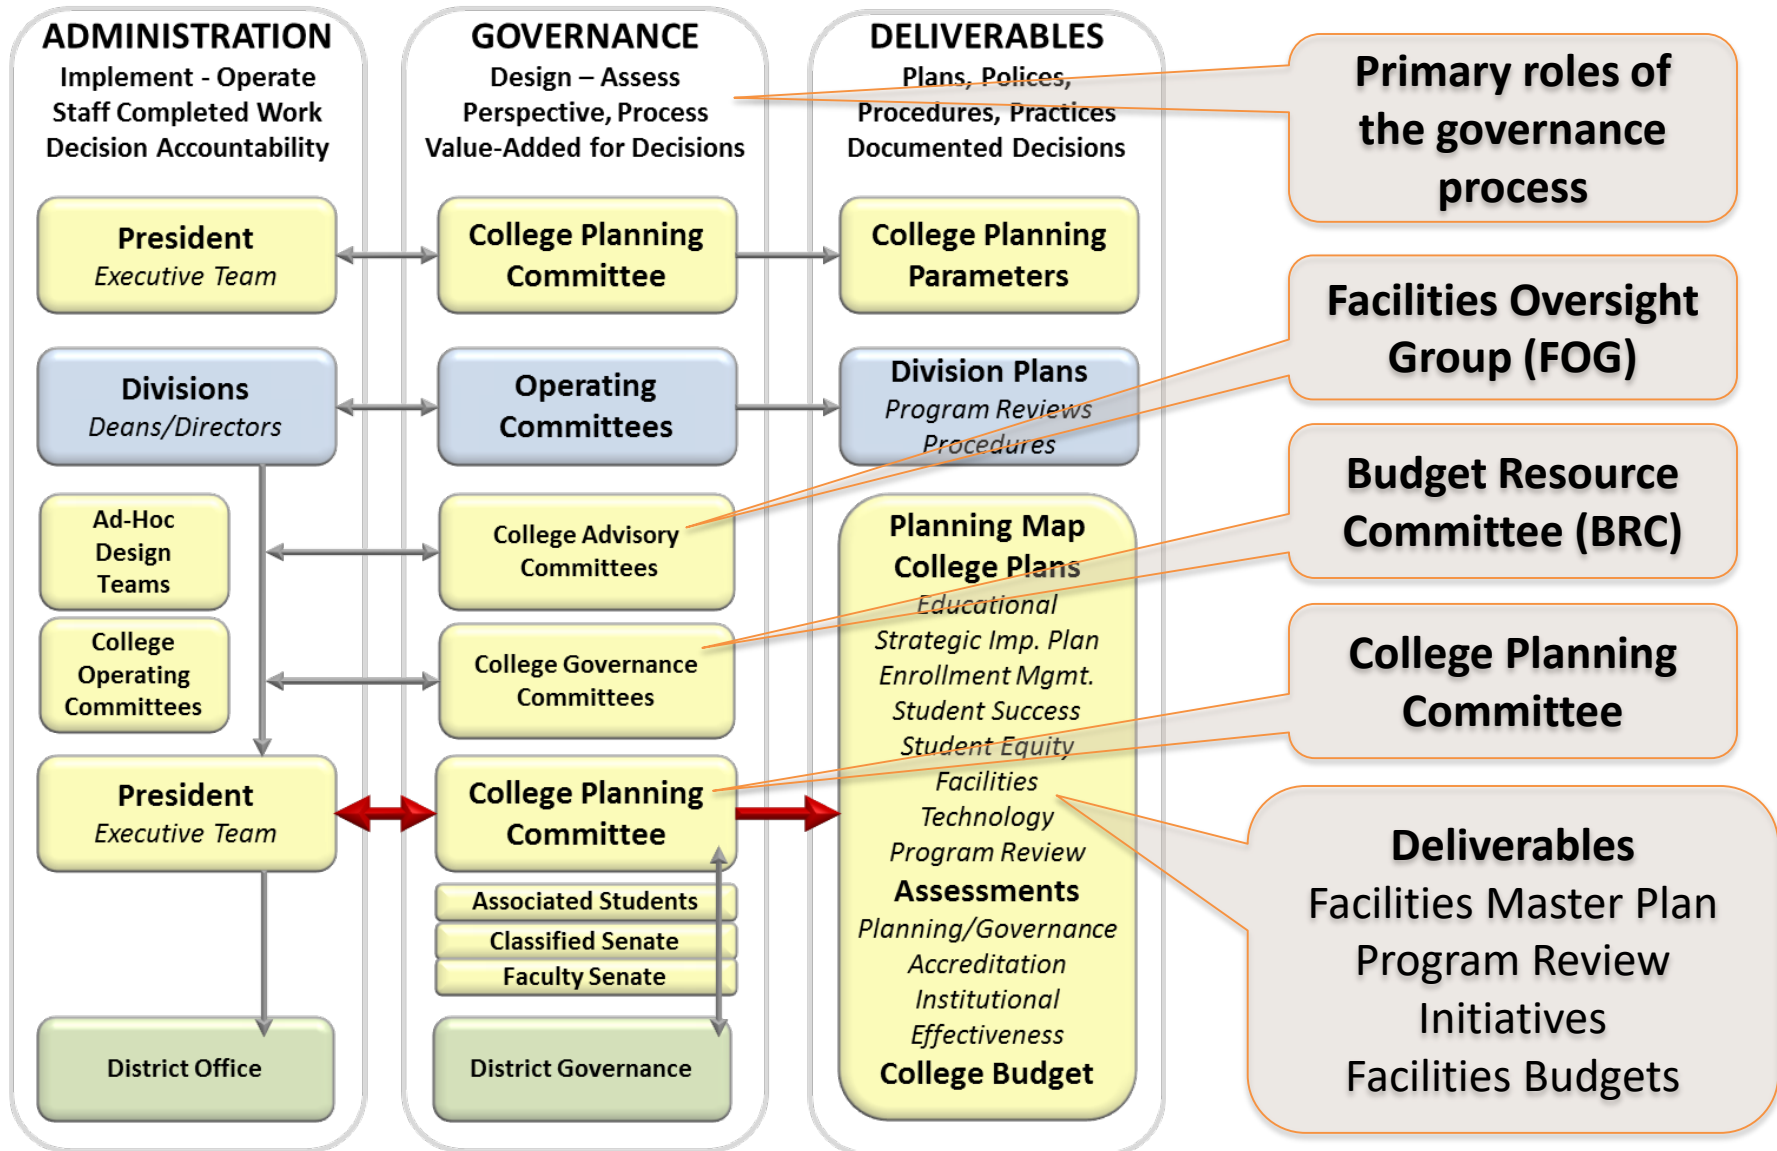 ADMINISTRATION
Implement - Operate
Staff Completed Work
Decision Accountability
President
Executive Team
Divisions
Deans/Directors
Ad-Hoc
Design
Teams
College
Operating
Committees
President
Executive Team
District Office
GOVERNANCE
Design – Assess
Perspective, Process
Value-Added for Decisions
College Planning
Committee
Operating
Committees
College Advisory
Committees
College Governance
Committees
College Planning
Committee
Associated Students
Classified Senate
Faculty Senate
District Governance
DELIVERABLES
Plans, Polices,
Procedures, Practices
Documented Decisions
College Planning
Parameters
Division Plans
Program Reviews
Procedures
Planning Map
College Plans
Educational
Strategic Imp. Plan
Enrollment Mgmt.
Student Success
Student Equity
Facilities
Technology
Program Review
Assessments
Planning/Governance
Accreditation
Institutional
Effectiveness
College Budget
Primary roles of
the governance
process
Facilities Oversight
Group (FOG)
Budget Resource
Committee (BRC)
College Planning
Committee
Deliverables
Facilities Master Plan
Program Review
Initiatives
Facilities Budgets